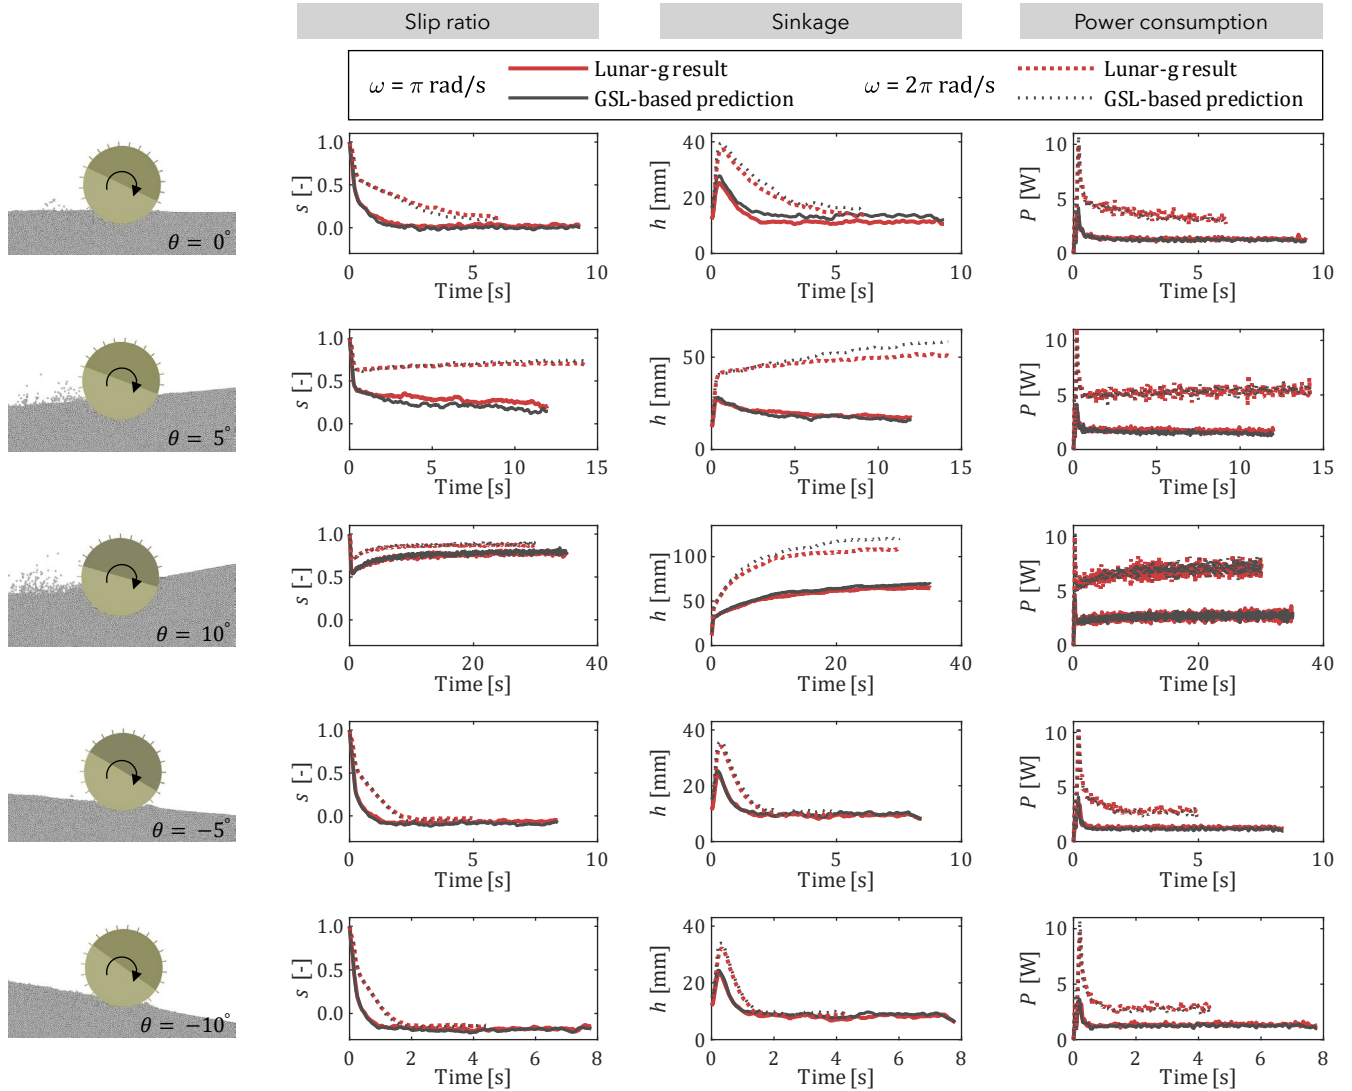 Slip ratio Sinkage Power consumption
ω = π rad/s Lunar-g result ω = 2π rad/s Lunar-g result
GSL-based prediction GSL-based prediction
θ = 0°
s [-] 1.0 0.5 0.0
0 5 10
Time [s]
h [mm] 40 20 0
0 5 10
Time [s]
P [W] 10 5 0
0 5 10
Time [s]
θ = 5°
s [-] 1.0 0.5 0.0
0 5 10 15
Time [s]
h [mm] 50 0
0 5 10 15
Time [s]
P [W] 10 5 0
0 5 10 15
Time [s]
θ = 10°
s [-] 1.0 0.5 0.0
0 20 40
Time [s]
h [mm] 100 50 0
0 20 40
Time [s]
P [W] 10 5 0
0 20 40
Time [s]
θ = −5°
s [-] 1.0 0.5 0.0
0 5 10
Time [s]
h [mm] 40 20 0
0 5 10
Time [s]
P [W] 10 5 0
0 5 10
Time [s]
θ = −10°
s [-] 1.0 0.5 0.0
0 2 4 6 8
Time [s]
h [mm] 40 20 0
0 2 4 6 8
Time [s]
P [W] 10 5 0
0 2 4 6 8
Time [s]